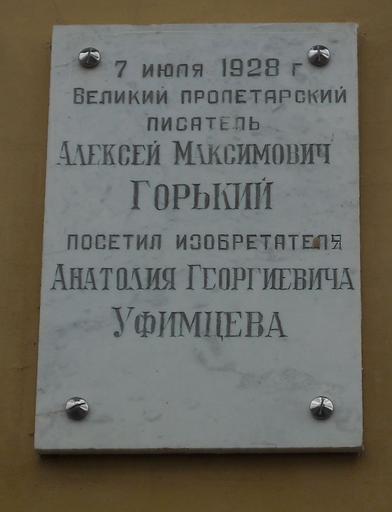 7 июля 1928 г
Великий пролетарский
писатель
Алексей Максимович
Горький
посетил изобретателя
Анатолия Георгиевича
Уфимцева